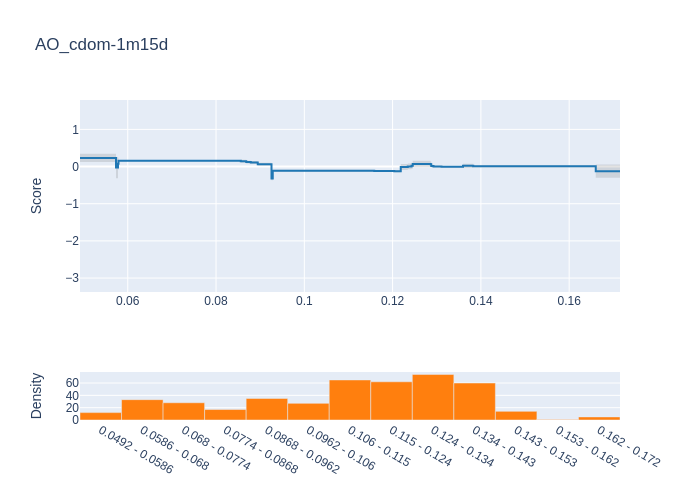 AO_cdom-1m15d
Score
1
0
−1
−2
−3
0.06 0.08 0.1 0.12 0.14 0.16
Density
60
40
20
0
0.0492 - 0.0586
0.0586 - 0.068
0.068 - 0.0774
0.0774 - 0.0868
0.0868 - 0.0962
0.0962 - 0.106
0.106 - 0.115
0.115 - 0.124
0.124 - 0.134
0.134 - 0.143
0.143 - 0.153
0.153 - 0.162
0.162 - 0.172